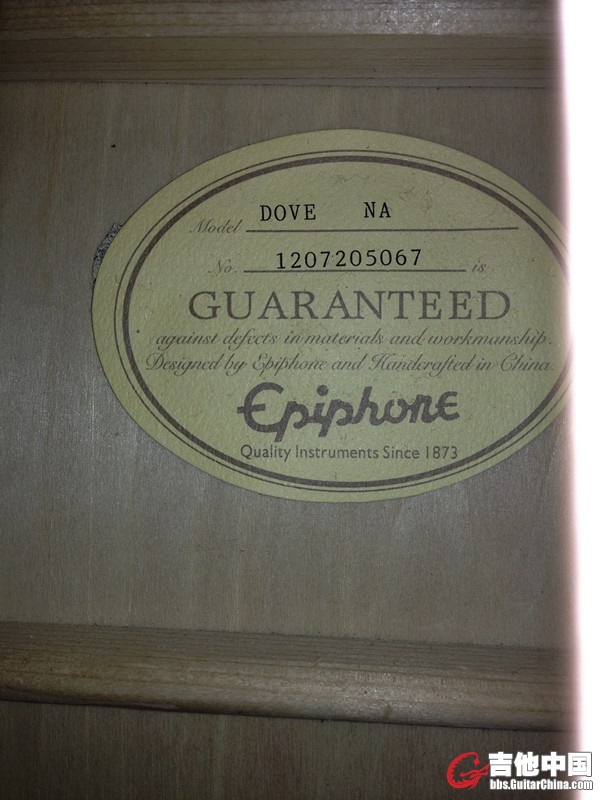 Model DOVE NA
No. 1207205067 is
GUARANTEED
against defects in materials and workmanship.
Designed by Epiphone and Handcrafted in China.
Epiphone
Quality Instruments Since 1873
吉他中国
bbs.GuitarChina.com